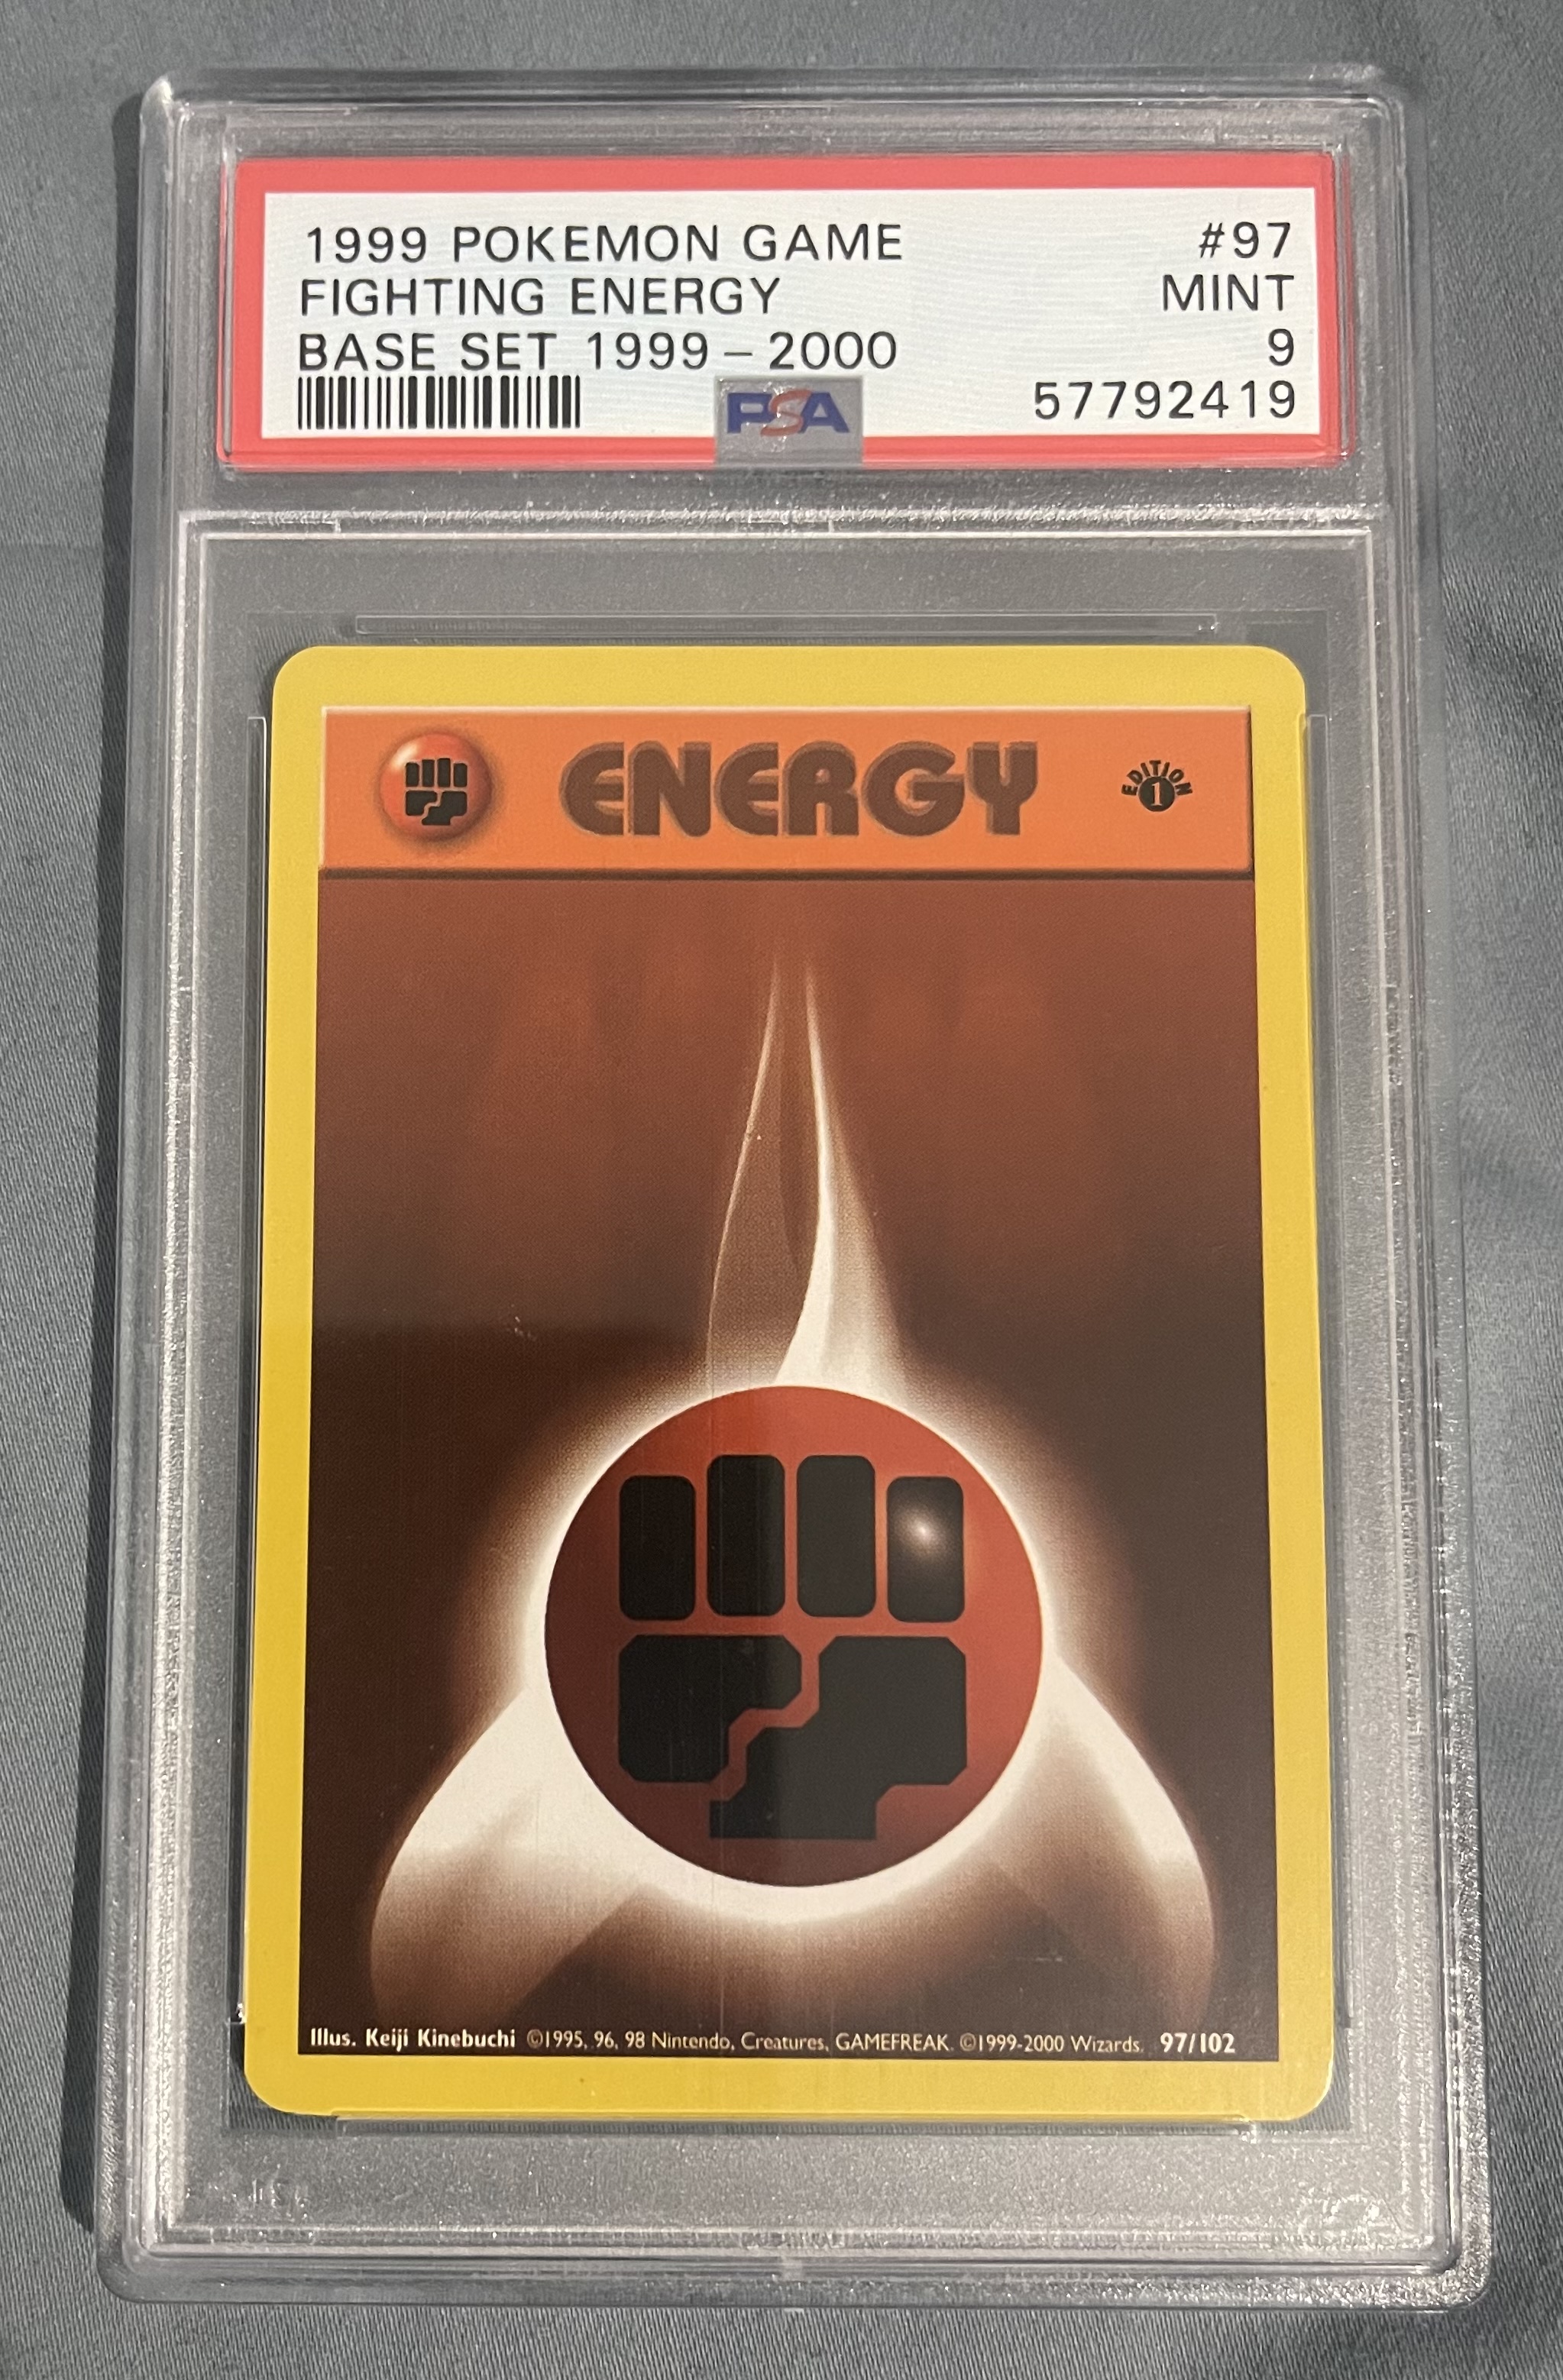 1999 POKEMON GAME #97
FIGHTING ENERGY MINT
BASE SET 1999 – 2000 9
PSA 57792419
ENERGY
EDITION
1
Illus. Keiji Kinebuchi ©1995, 96, 98 Nintendo, Creatures, GAMEFREAK. ©1999-2000 Wizards. 97/102